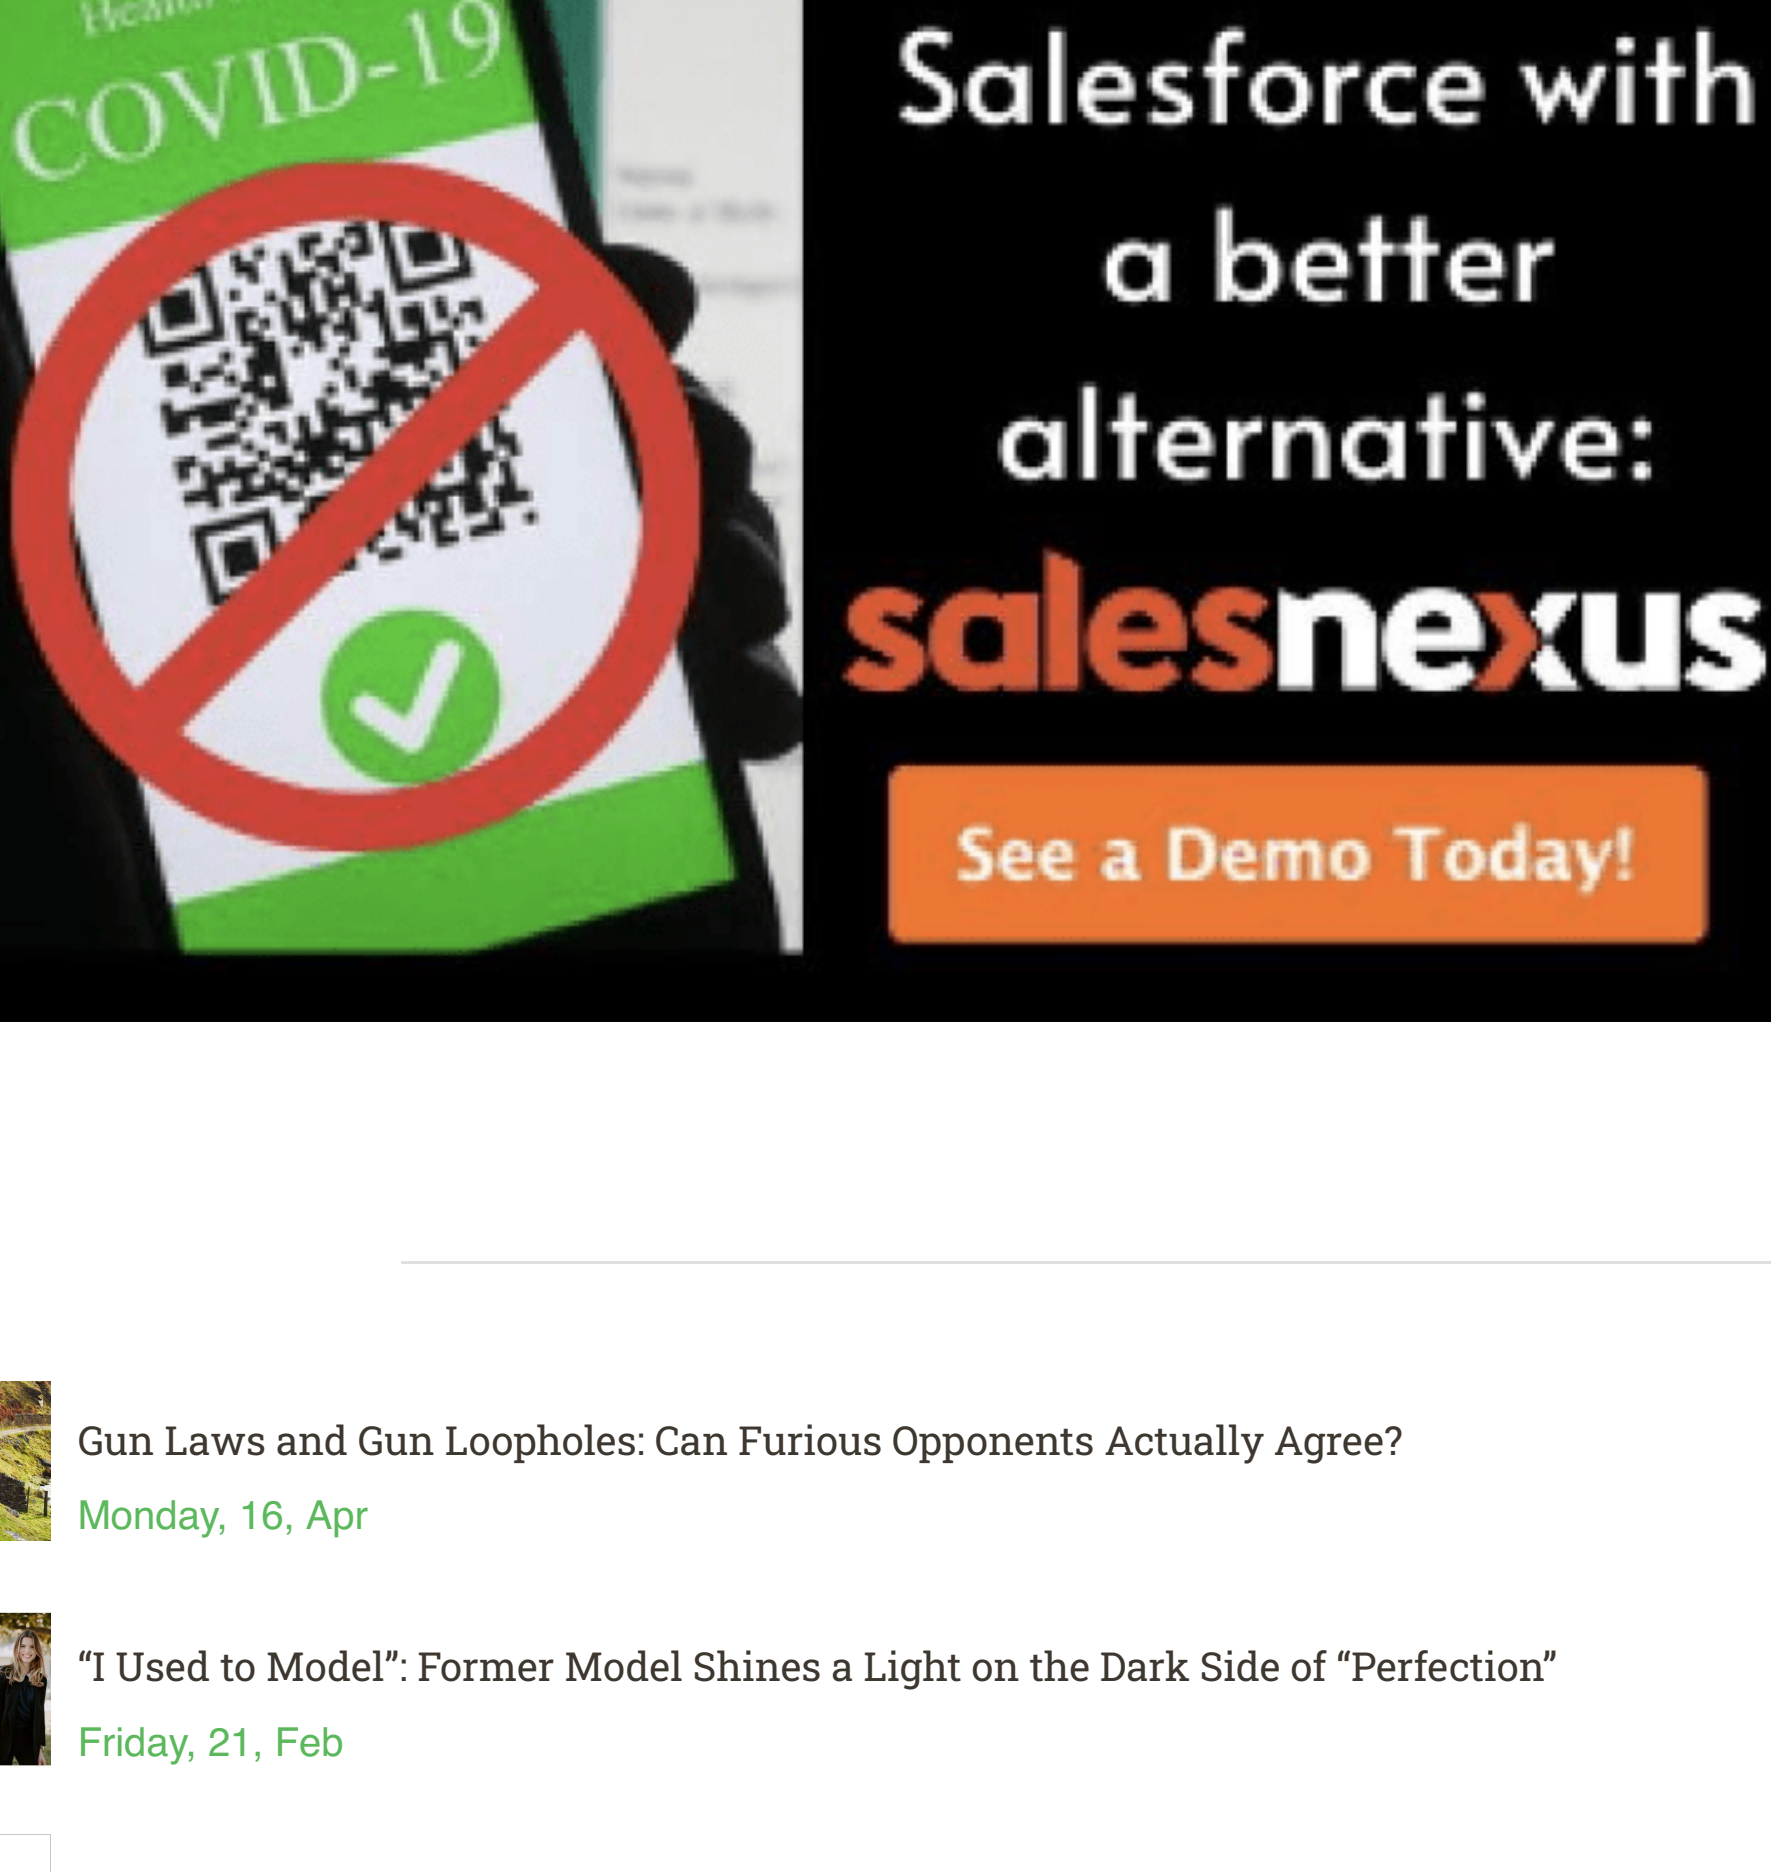 COVID-19
Salesforce with
a better
alternative:
salesnexus
See a Demo Today!
Gun Laws and Gun Loopholes: Can Furious Opponents Actually Agree?
Monday, 16, Apr
“I Used to Model”: Former Model Shines a Light on the Dark Side of “Perfection”
Friday, 21, Feb